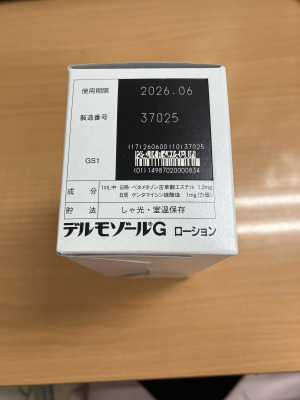 使用期限 2026.06
製造番号 37025
(17)260600(10)37025
GS1
(01)14987020000834
成分 1mL中 日局 ベタメタゾン吉草酸エステル 1.2mg
日局 ゲンタマイシン硫酸塩 1mg(力価)
貯法 しゃ光・室温保存
デルモゾールG ローション